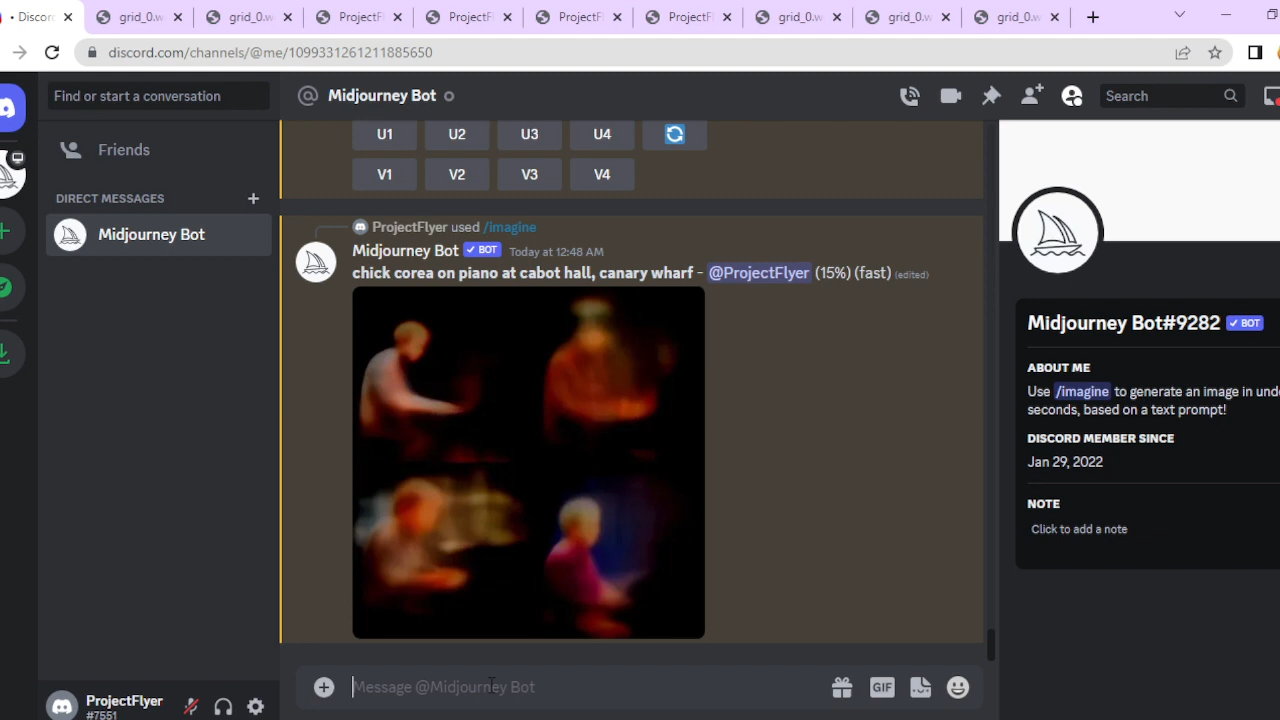 • Discor
grid_0.w
grid_0.w
ProjectF
ProjectF
ProjectF
Project
grid_0.w
grid_0.w
grid_0.w
discord.com/channels/@me/1099331261211885650
Find or start a conversation
Midjourney Bot
Search
Friends
DIRECT MESSAGES
Midjourney Bot
U1 U2 U3 U4
V1 V2 V3 V4
ProjectFlyer used /imagine
Midjourney Bot ✓ BOT Today at 12:48 AM
chick corea on piano at cabot hall, canary wharf - @ProjectFlyer (15%) (fast) (edited)
Message @Midjourney Bot
GIF
ProjectFlyer
#7551
Midjourney Bot#9282 ✓ BOT
ABOUT ME
Use /imagine to generate an image in und
seconds, based on a text prompt!
DISCORD MEMBER SINCE
Jan 29, 2022
NOTE
Click to add a note